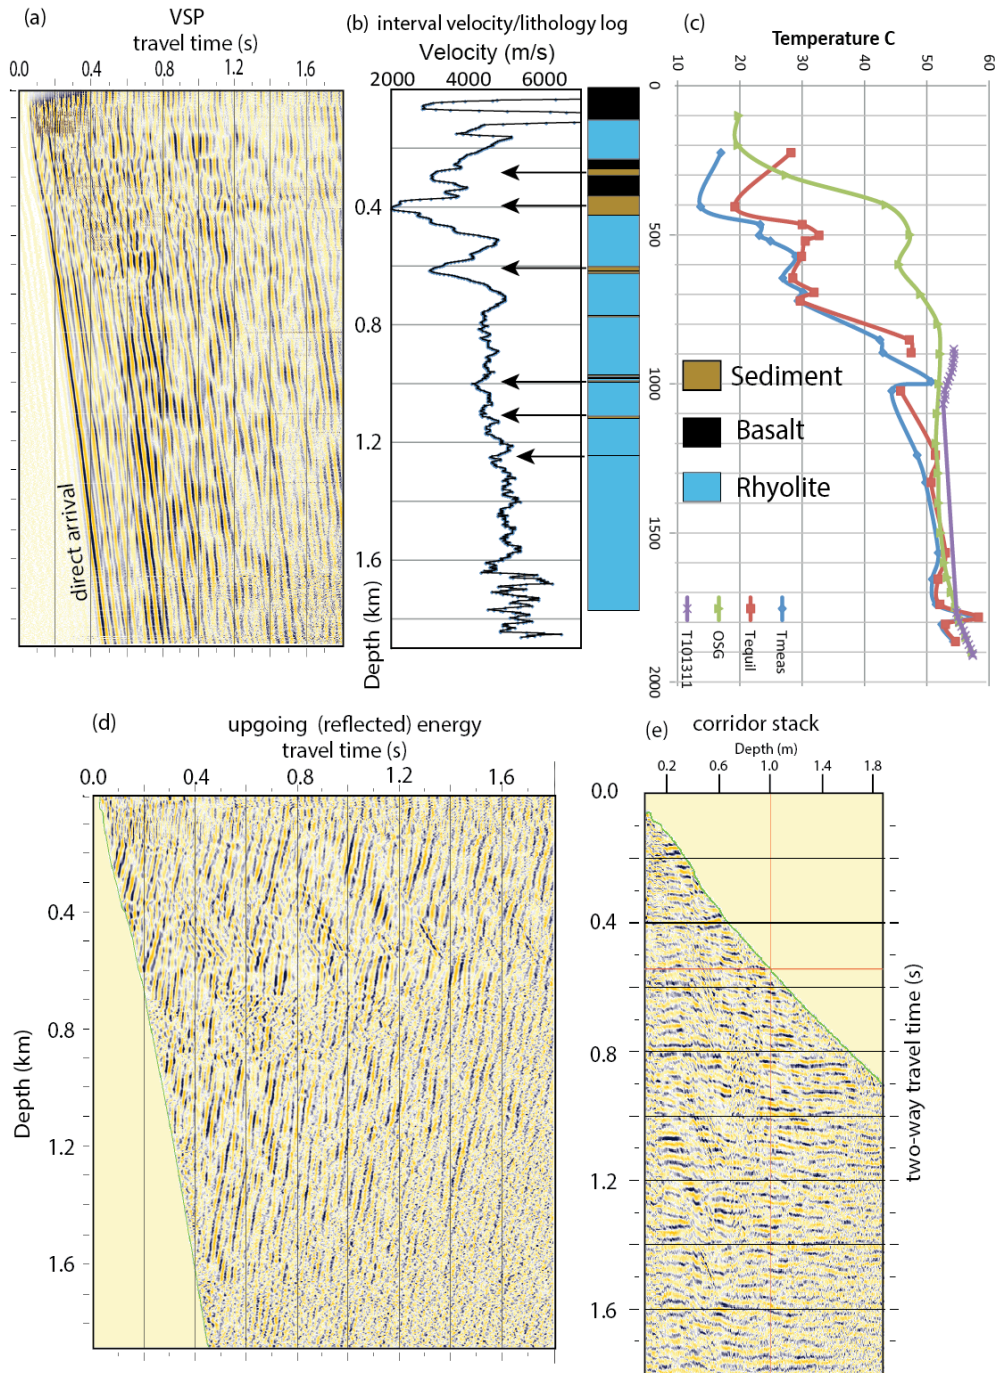 (a)
VSP
travel time (s)
0.0 0.4 0.8 1.2 1.6
direct arrival
(b) interval velocity/lithology log
Velocity (m/s)
2000 4000 6000
0.4
0.8
1.2
1.6
Depth (km)
(c)
Temperature C
10 20 30 40 50 60
0
500
1000
1500
2000
Sediment
Basalt
Rhyolite
T101311
OSG
Tequil
Tmeas
(d)
upgoing (reflected) energy
travel time (s)
0.0 0.4 0.8 1.2 1.6
0.4
0.8
1.2
1.6
Depth (km)
(e) corridor stack
Depth (m)
0.2 0.6 1.0 1.4 1.8
0.0
0.4
0.8
1.2
1.6
two-way travel time (s)